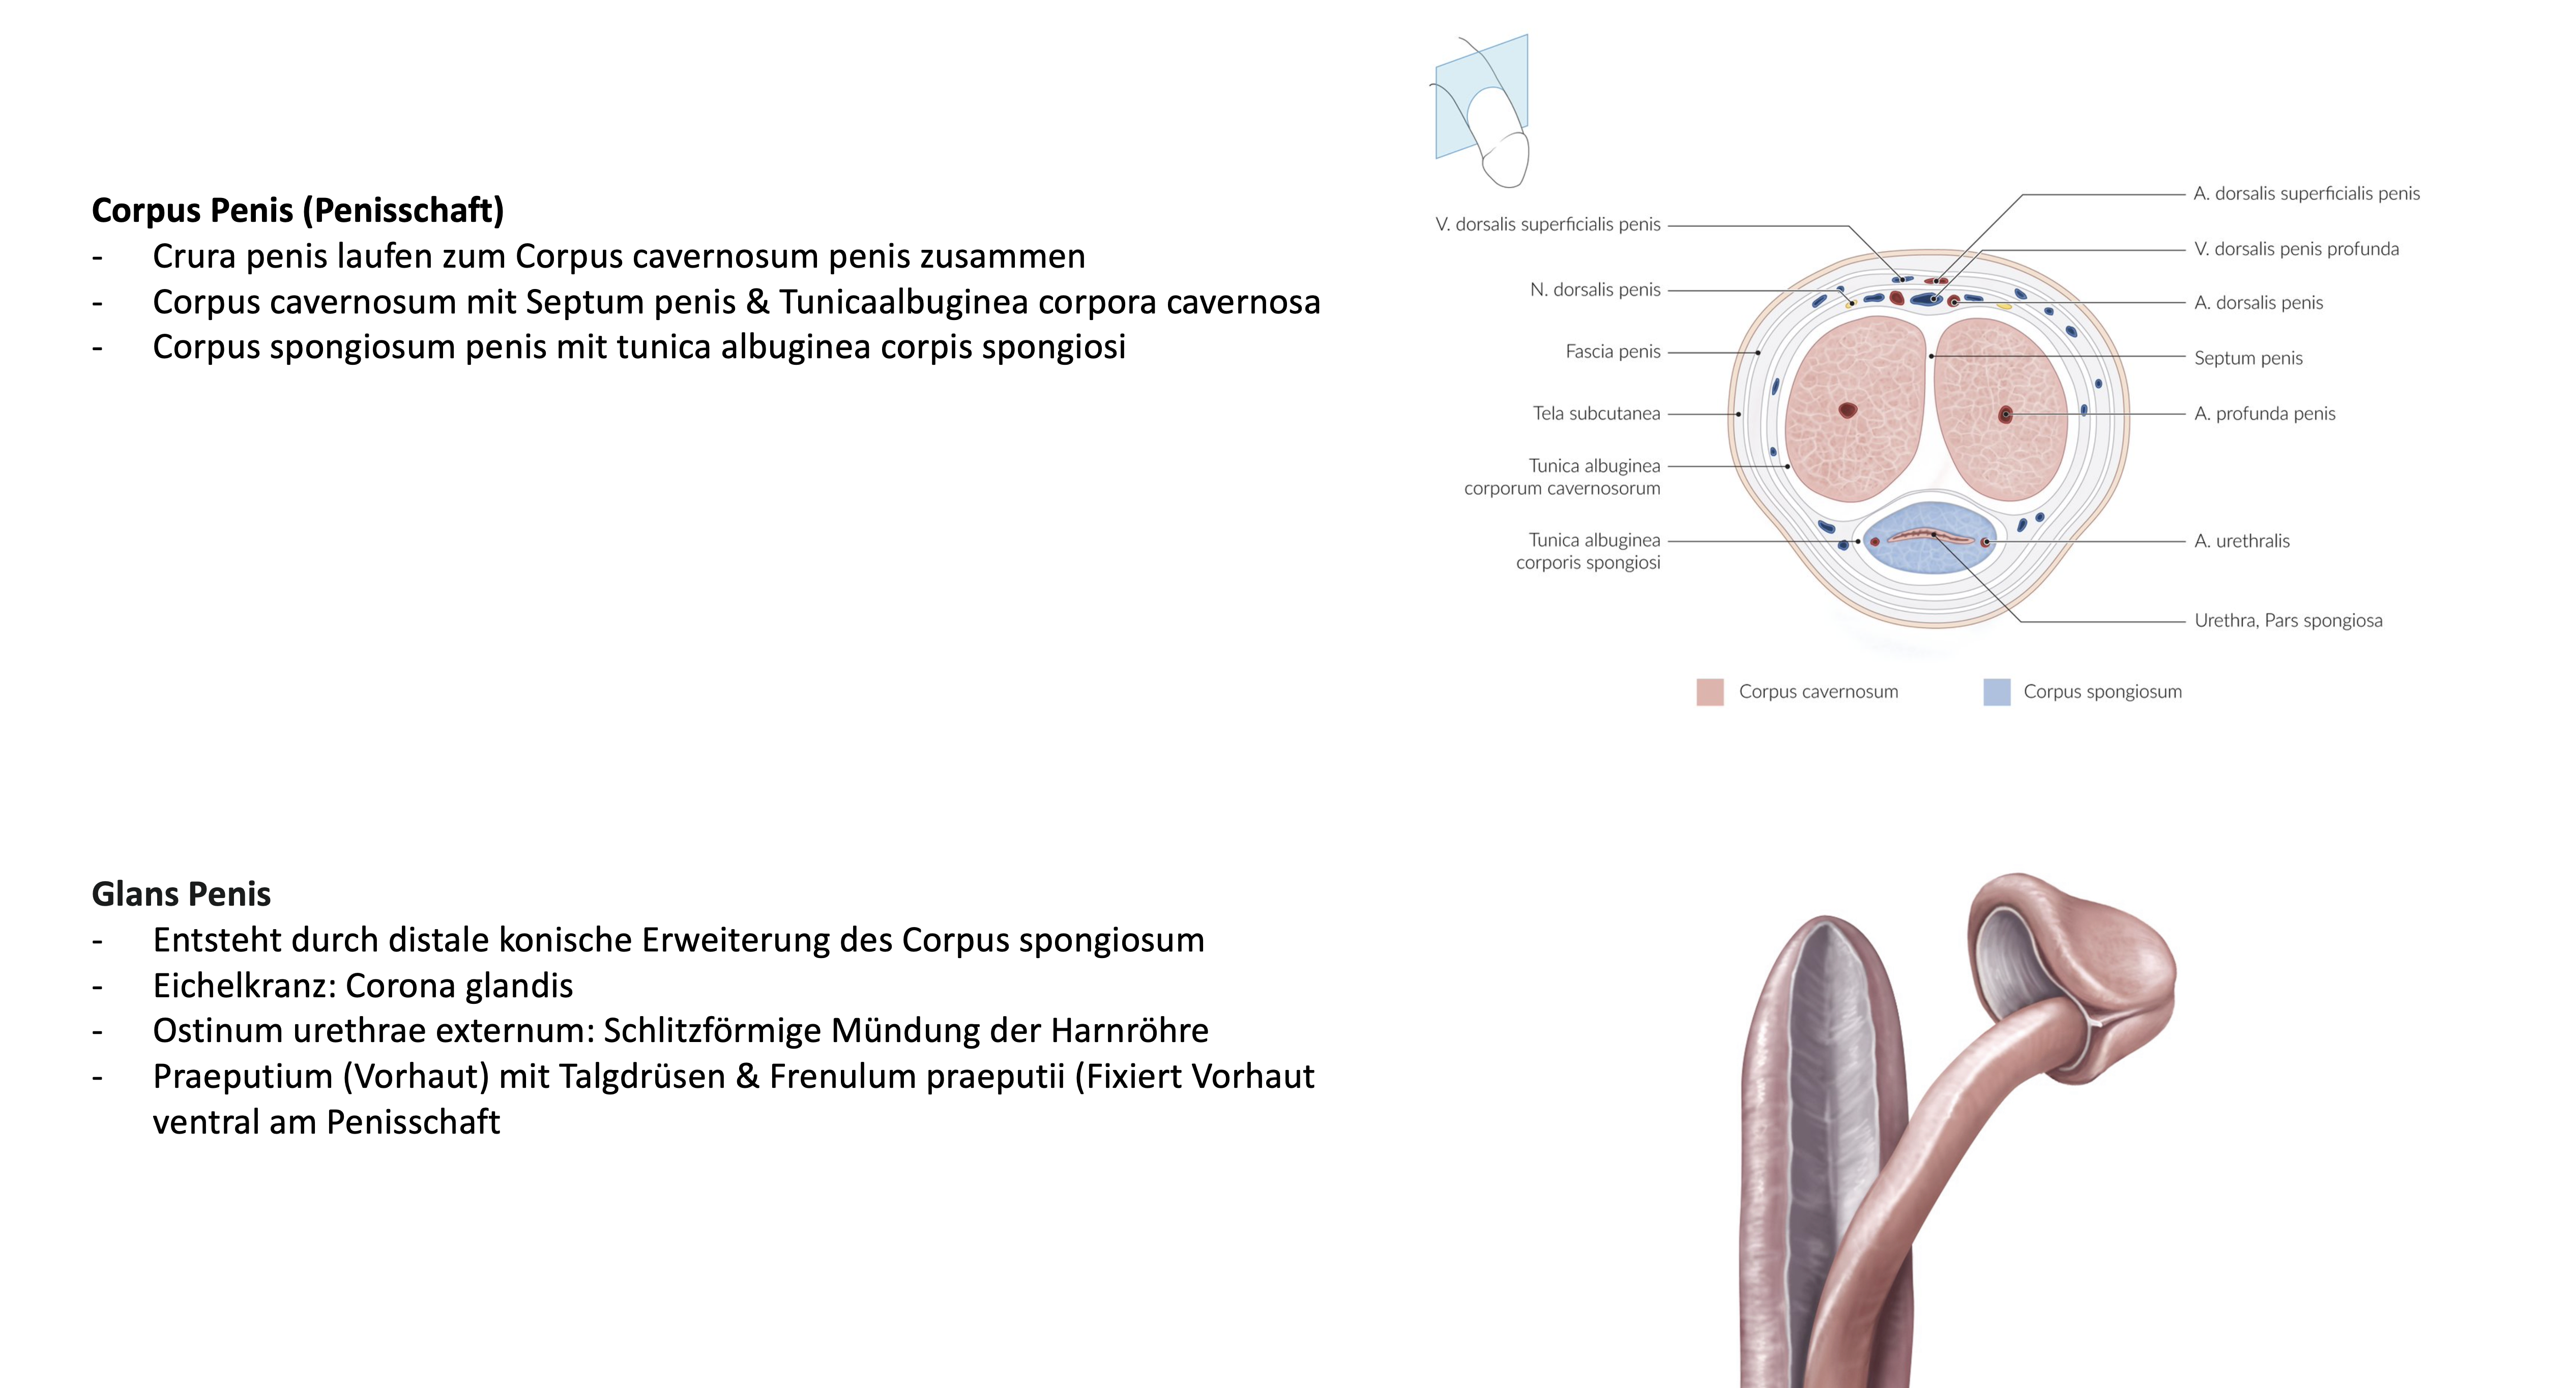 Corpus Penis (Penisschaft)
- Crura penis laufen zum Corpus cavernosum penis zusammen
- Corpus cavernosum mit Septum penis & Tunicaalbuginea corpora cavernosa
- Corpus spongiosum penis mit tunica albuginea corpis spongiosi
V. dorsalis superficialis penis
N. dorsalis penis
Fascia penis
Tela subcutanea
Tunica albuginea
corporum cavernosorum
Tunica albuginea
corporis spongiosi
A. dorsalis superficialis penis
V. dorsalis penis profunda
A. dorsalis penis
Septum penis
A. profunda penis
A. urethralis
Urethra, Pars spongiosa
Corpus cavernosum
Corpus spongiosum
Glans Penis
- Entsteht durch distale konische Erweiterung des Corpus spongiosum
- Eichelkranz: Corona glandis
- Ostinum urethrae externum: Schlitzförmige Mündung der Harnröhre
- Praeputium (Vorhaut) mit Talgdrüsen & Frenulum praeputii (Fixiert Vorhaut
ventral am Penisschaft